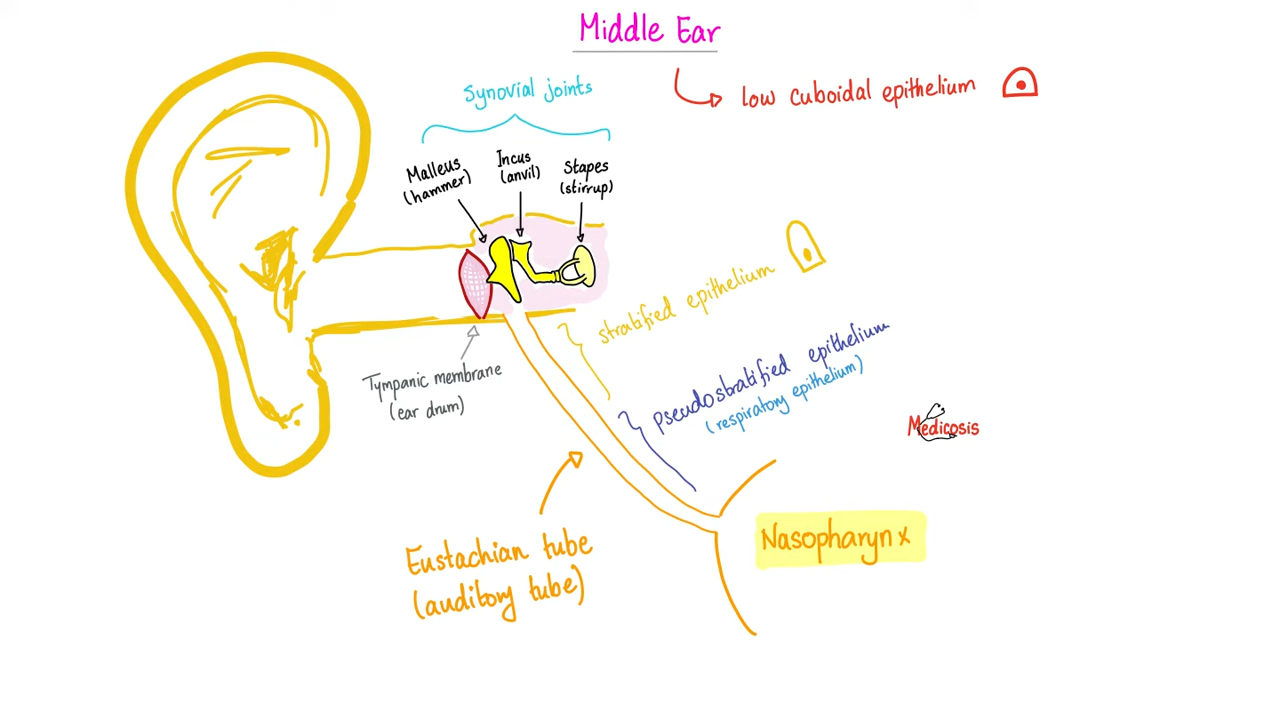 Middle Ear
low cuboidal epithelium
Synovial joints
Malleus
(hammer)
Incus
(anvil)
Stapes
(stirrup)
stratified epithelium
pseudostratified epithelium
(respiratory epithelium)
Tympanic membrane
(ear drum)
Medicosis
Eustachian tube
(auditory tube)
Nasopharynx